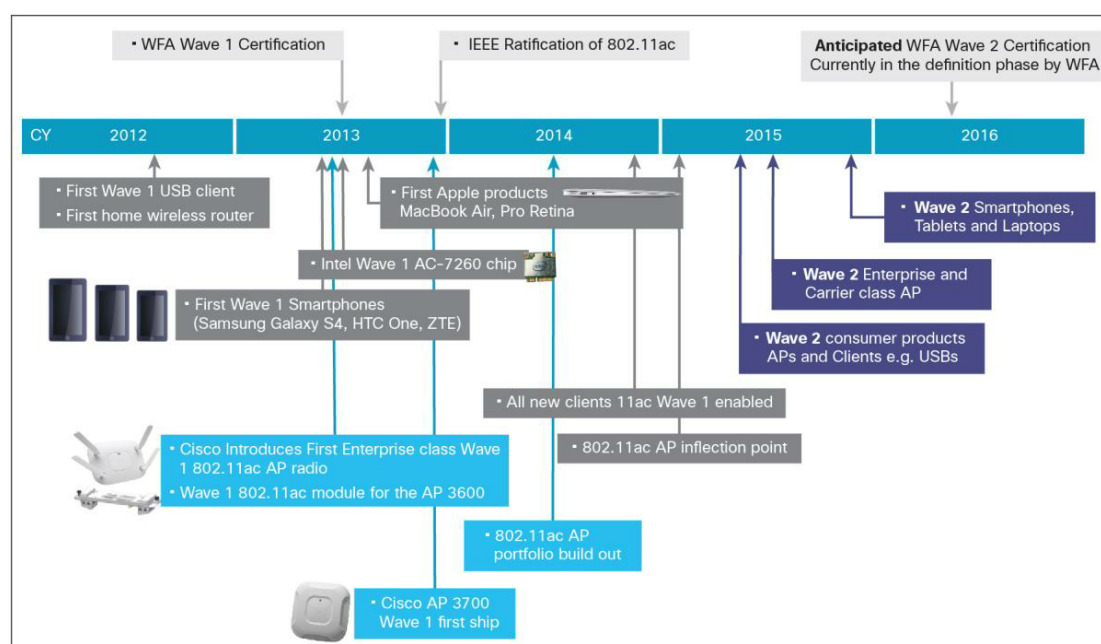 ▪ WFA Wave 1 Certification
▪ IEEE Ratification of 802.11ac
Anticipated WFA Wave 2 Certification
Currently in the definition phase by WFA
CY 2012 2013 2014 2015 2016
▪ First Wave 1 USB client
▪ First home wireless router
▪ First Apple products
MacBook Air, Pro Retina
▪ Wave 2 Smartphones,
Tablets and Laptops
▪ Intel Wave 1 AC-7260 chip
▪ Wave 2 Enterprise and
Carrier class AP
▪ First Wave 1 Smartphones
(Samsung Galaxy S4, HTC One, ZTE)
▪ Wave 2 consumer products
APs and Clients e.g. USBs
▪ All new clients 11ac Wave 1 enabled
▪ 802.11ac AP inflection point
▪ Cisco Introduces First Enterprise class Wave
1 802.11ac AP radio
▪ Wave 1 802.11ac module for the AP 3600
▪ 802.11ac AP
portfolio build out
▪ Cisco AP 3700
Wave 1 first ship